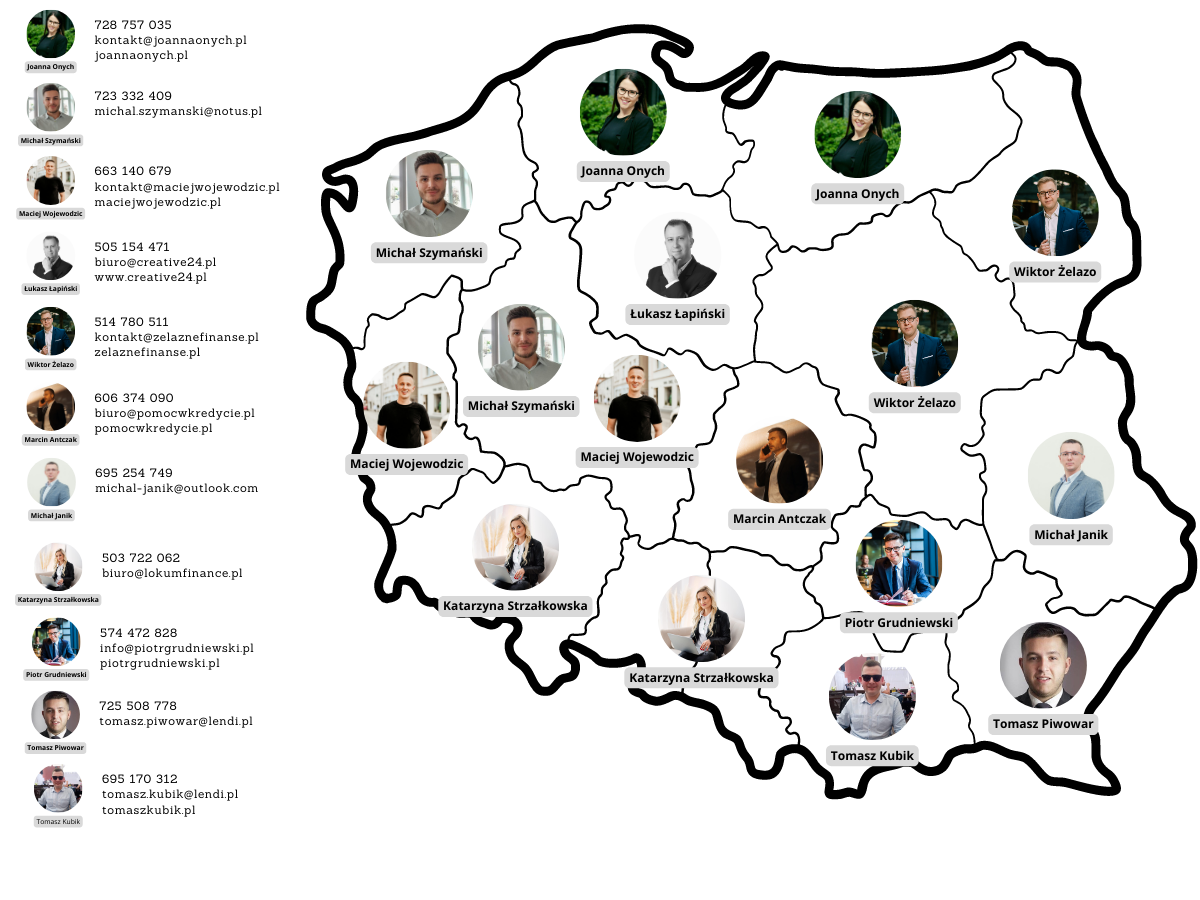 728 757 035
kontakt@joannaonych.pl
joannaonych.pl
Joanna Onych
723 332 409
michal.szymanski@notus.pl
Michał Szymański
663 140 679
kontakt@maciejwojewodzic.pl
maciejwojewodzic.pl
Maciej Wojewodzic
505 154 471
biuro@creative24.pl
www.creative24.pl
Łukasz Łapiński
514 780 511
kontakt@zelaznefinanse.pl
zelaznefinanse.pl
Wiktor Żelazo
606 374 090
biuro@pomocwkredycie.pl
pomocwkredycie.pl
Marcin Antczak
695 254 749
michal-janik@outlook.com
Michał Janik
503 722 062
biuro@lokumfinance.pl
Katarzyna Strzałkowska
574 472 828
info@piotrgrudniewski.pl
piotrgrudniewski.pl
Piotr Grudniewski
725 508 778
tomasz.piwowar@lendi.pl
Tomasz Piwowar
695 170 312
tomasz.kubik@lendi.pl
tomaszkubik.pl
Tomasz Kubik
Joanna Onych
Joanna Onych
Michał Szymański
Wiktor Żelazo
Łukasz Łapiński
Michał Szymański
Wiktor Żelazo
Maciej Wojewodzic
Maciej Wojewodzic
Marcin Antczak
Michał Janik
Katarzyna Strzałkowska
Piotr Grudniewski
Katarzyna Strzałkowska
Tomasz Piwowar
Tomasz Kubik